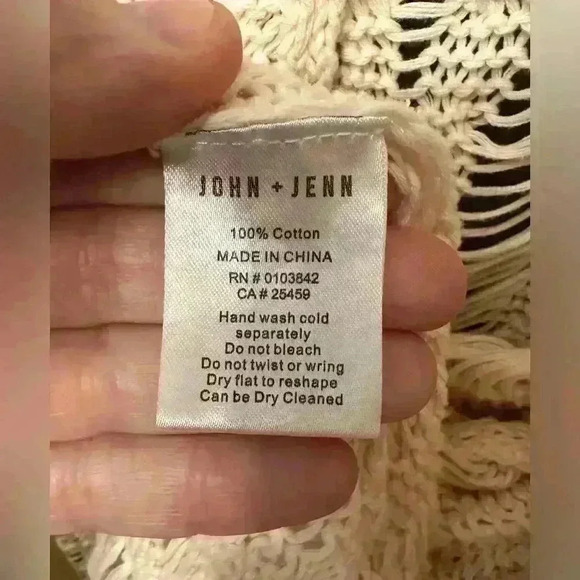 JOHN + JENN
100% Cotton
MADE IN CHINA
RN # 0103842
CA # 25459
Hand wash cold
separately
Do not bleach
Do not twist or wring
Dry flat to reshape
Can be Dry Cleaned